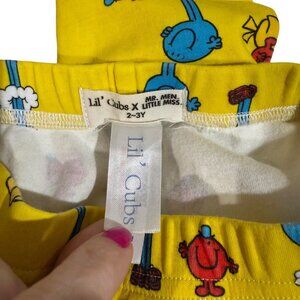 Lil' Cubs X MR. MEN.
LITTLE MISS.
2-3Y
Lil' Cubs